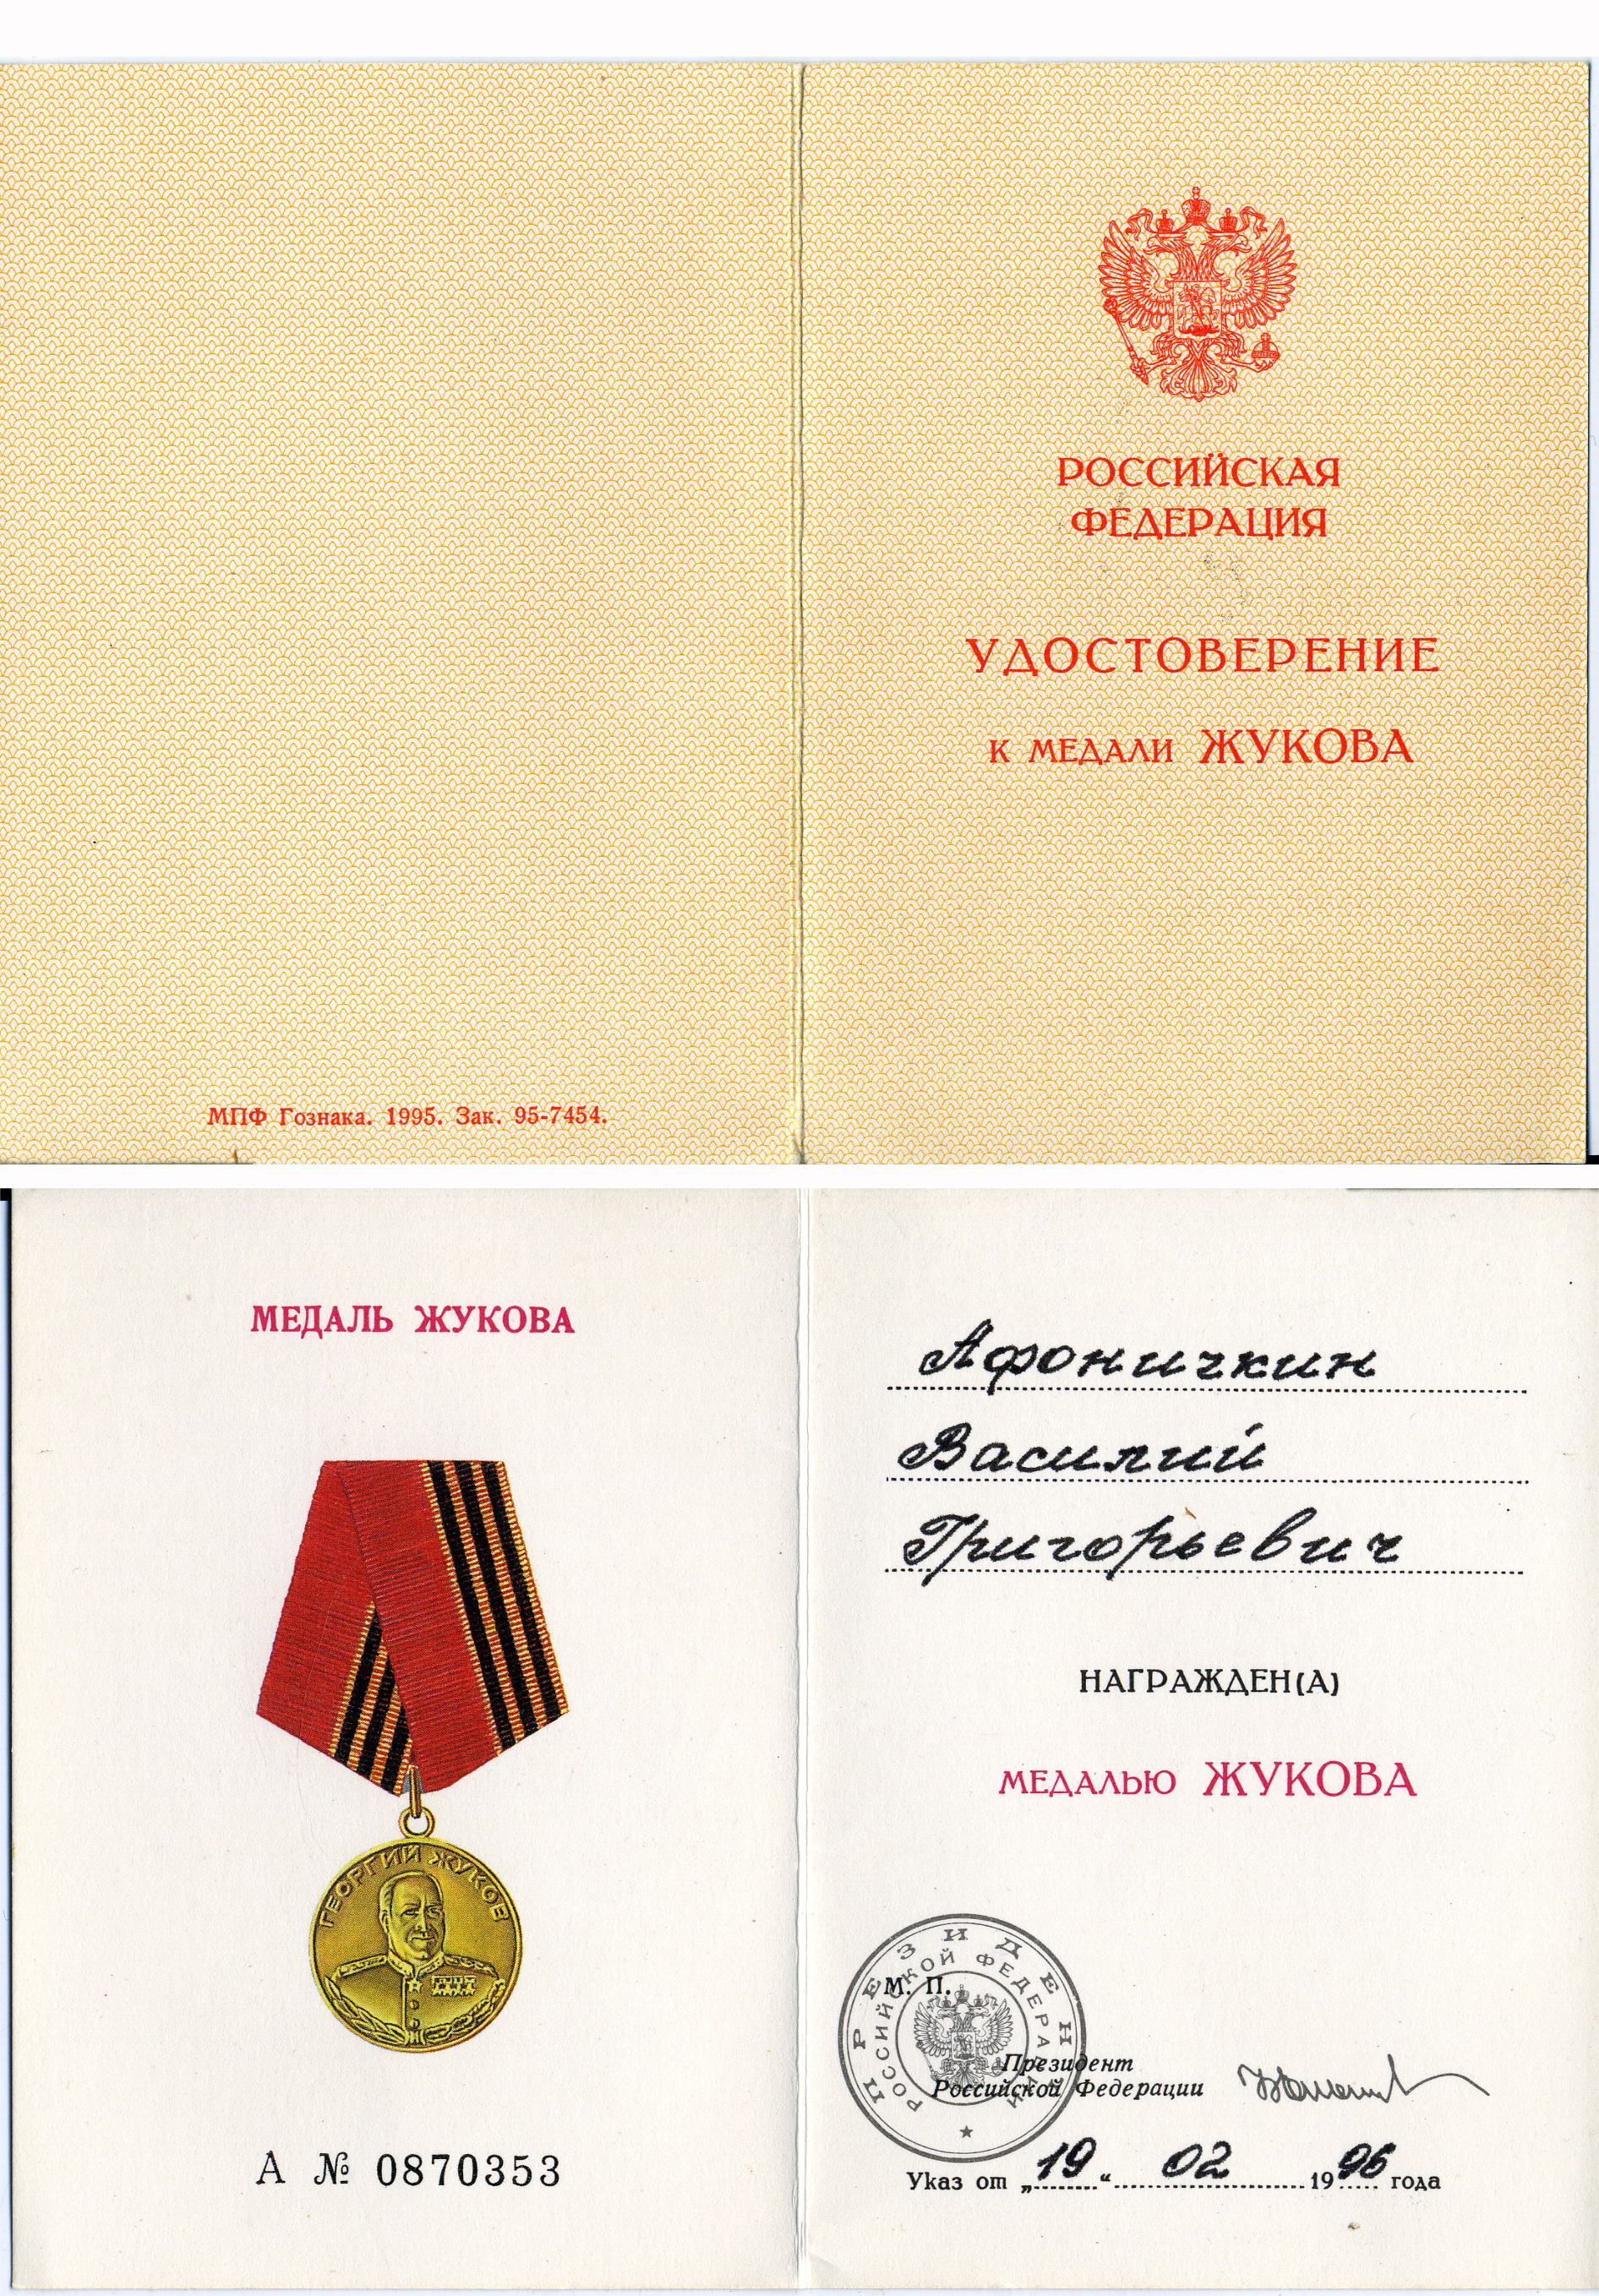 РОССИЙСКАЯ
ФЕДЕРАЦИЯ
УДОСТОВЕРЕНИЕ
К МЕДАЛИ ЖУКОВА
МПФ Гознака. 1995. Зак. 95-7454.
МЕДАЛЬ ЖУКОВА
ГЕОРГИЙ ЖУКОВ
А № 0870353
Афоничкин
Василий
Григорьевич
НАГРАЖДЕН(А)
МЕДАЛЬЮ ЖУКОВА
ПРЕЗИДЕНТ
РОССИЙСКОЙ ФЕДЕРАЦИИ
М. П.
Президент
Российской Федерации
Указ от „19“ 02 1996 года